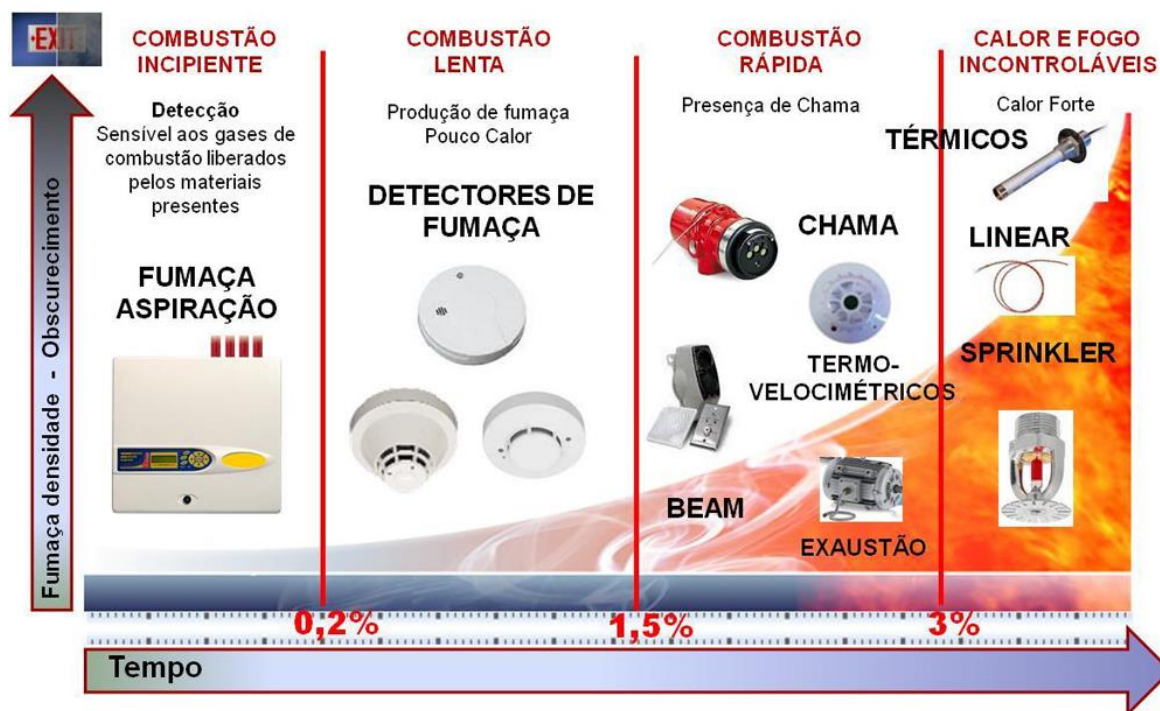 EXIT
COMBUSTÃO
INCIPIENTE
Detecção
Sensível aos gases de
combustão liberados
pelos materiais
presentes
FUMAÇA
ASPIRAÇÃO
COMBUSTÃO
LENTA
Produção de fumaça
Pouco Calor
DETECTORES DE
FUMAÇA
COMBUSTÃO
RÁPIDA
Presença de Chama
CHAMA
TERMO-
VELOCIMÉTRICOS
BEAM
EXAUSTÃO
CALOR E FOGO
INCONTROLÁVEIS
Calor Forte
TÉRMICOS
LINEAR
SPRINKLER
Fumaça densidade - Obscurecimento
0,2%
1,5%
3%
Tempo